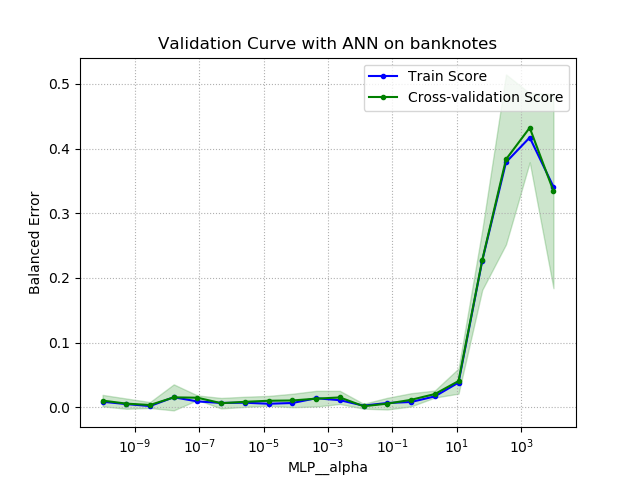 Validation Curve with ANN on banknotes
Train Score
Cross-validation Score
Balanced Error
0.5
0.4
0.3
0.2
0.1
0.0
10⁻⁹ 10⁻⁷ 10⁻⁵ 10⁻³ 10⁻¹ 10¹ 10³
MLP__alpha